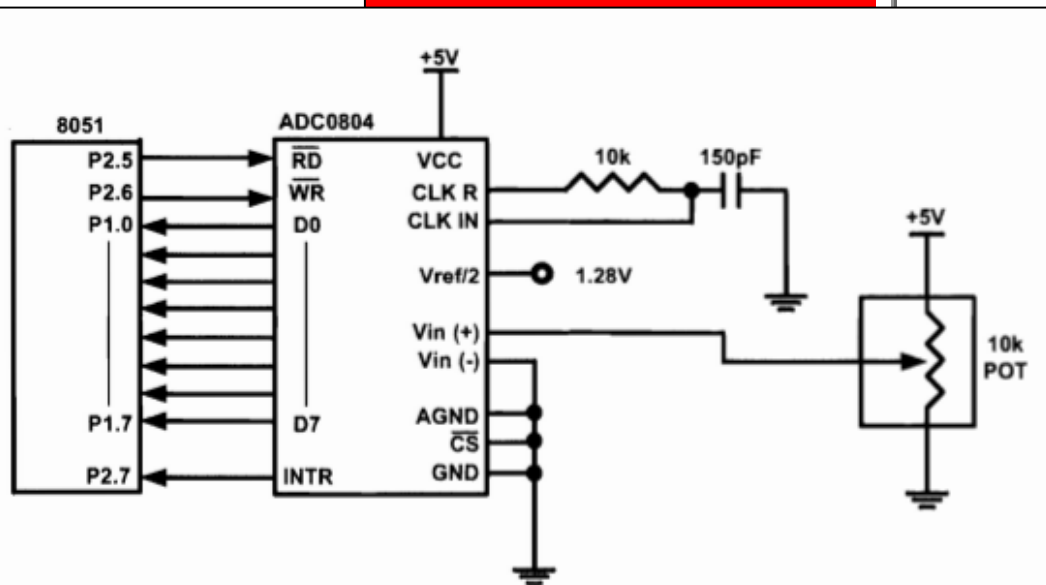 +5V
8051
ADC0804
P2.5
RD
VCC
10k
150pF
P2.6
WR
CLK R
P1.0
D0
CLK IN
+5V
Vref/2
1.28V
Vin (+)
Vin (-)
10k
POT
P1.7
D7
AGND
CS
GND
P2.7
INTR